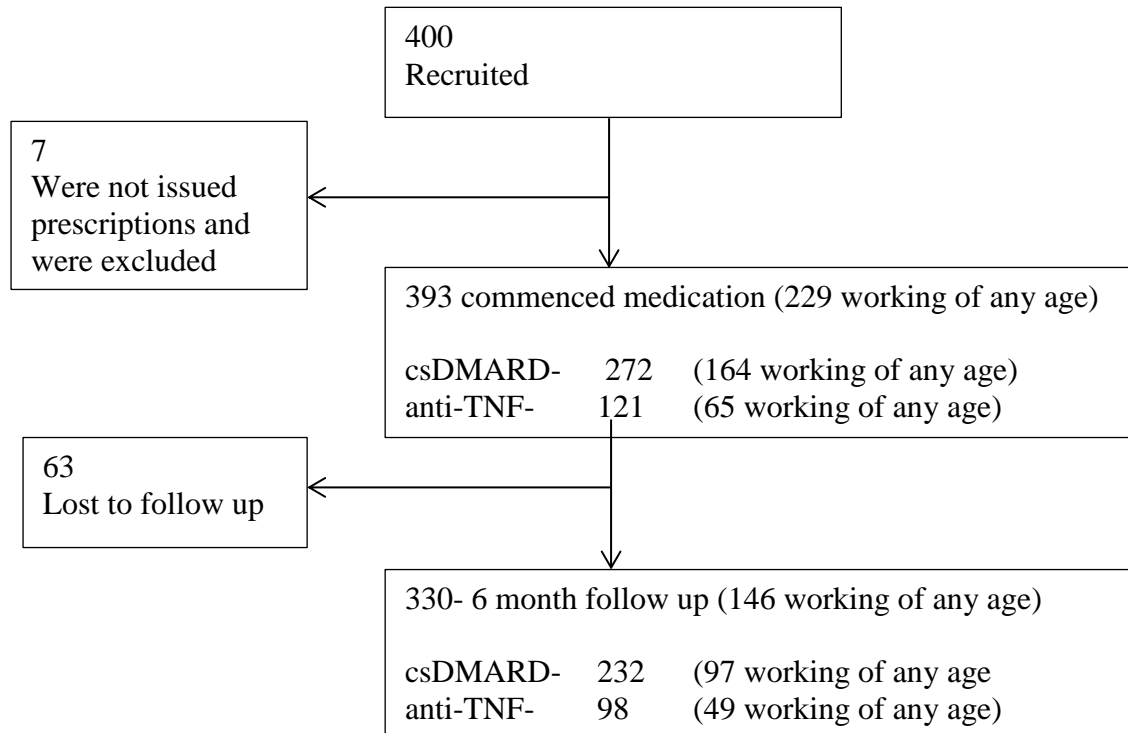 400
Recruited
7
Were not issued
prescriptions and
were excluded
393 commenced medication (229 working of any age)
csDMARD- 272 (164 working of any age)
anti-TNF- 121 (65 working of any age)
63
Lost to follow up
330- 6 month follow up (146 working of any age)
csDMARD- 232 (97 working of any age
anti-TNF- 98 (49 working of any age)